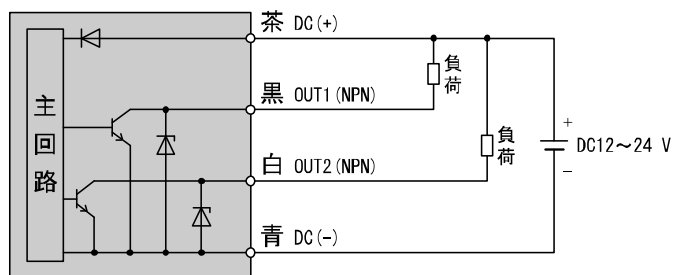 茶 DC(+)
主回路
黒 OUT1(NPN)
負荷
白 OUT2(NPN)
負荷
+
DC12～24 V
−
青 DC(-)